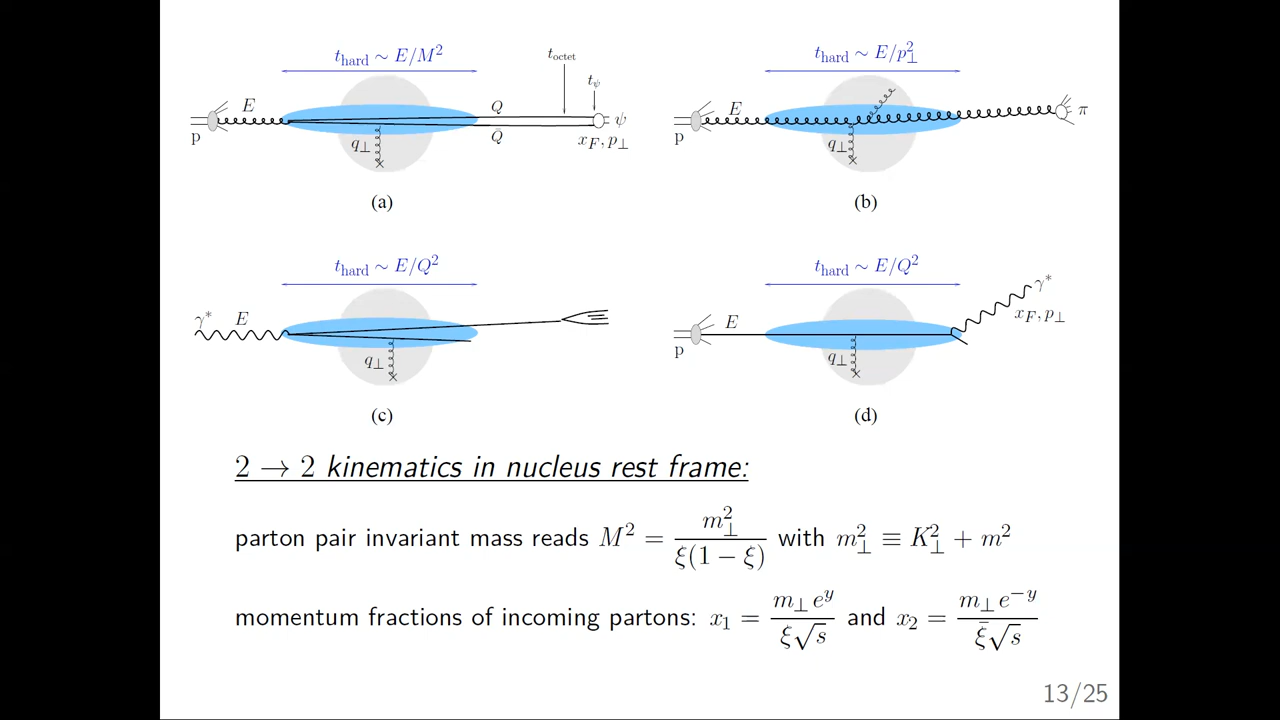 t_hard ∼ E/M² t_octet t_ψ
p E Q Q̄ q⊥ ψ x_F, p⊥
(a)
t_hard ∼ E/p⊥²
p E q⊥ π
(b)
t_hard ∼ E/Q²
γ* E q⊥
(c)
t_hard ∼ E/Q²
p E q⊥ γ* x_F, p⊥
(d)
2 → 2 kinematics in nucleus rest frame:
parton pair invariant mass reads M² = m⊥² / ξ(1 − ξ) with m⊥² ≡ K⊥² + m²
momentum fractions of incoming partons: x₁ = m⊥ e^y / ξ√s and x₂ = m⊥ e^−y / ξ̄√s
13/25